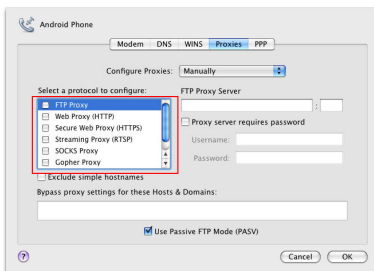 Android Phone
Modem DNS WINS Proxies PPP
Configure Proxies: Manually
Select a protocol to configure: FTP Proxy Server
FTP Proxy
:
Web Proxy (HTTP)
Proxy server requires password
Secure Web Proxy (HTTPS)
Streaming Proxy (RTSP)
Username:
SOCKS Proxy
Gopher Proxy
Password:
Exclude simple hostnames
Bypass proxy settings for these Hosts & Domains:
Use Passive FTP Mode (PASV)
? Cancel OK